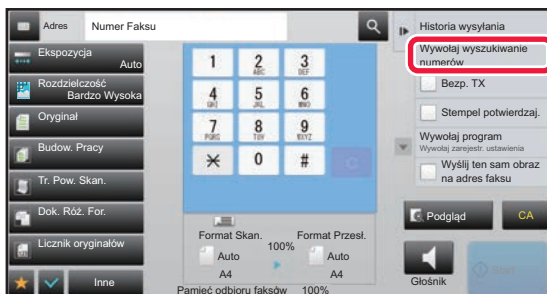 Adres
Numer Faksu
Ekspozycja
Auto
Rozdzielczość
Bardzo Wysoka
Oryginał
Budow. Pracy
Tr. Pow. Skan.
Dok. Róż. For.
Licznik oryginałów
Inne
1
2
ABC
3
DEF
4
GHI
5
JKL
6
MNO
7
PQRS
8
TUV
9
WXYZ
0
#
C
Format Skan.
100%
Format Przesł.
Auto
A4
Auto
A4
Pamięć odbioru faksów 100%
Historia wysyłania
Wywołaj wyszukiwanie
numerów
Bezp. TX
Stempel potwierdzaj.
Wywołaj program
Wywołaj zarejestr. ustawienia
Wyślij ten sam obraz
na adres faksu
Podgląd
CA
Głośnik
Start